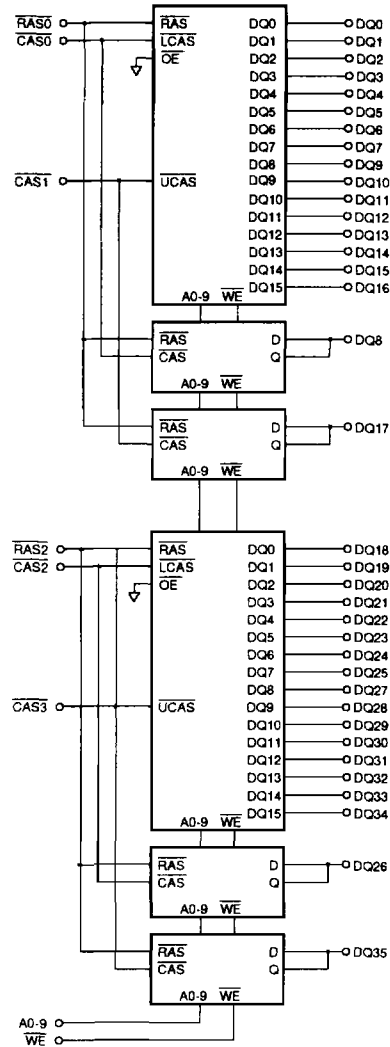 RAS0 RAS DQ0 DQ0
CAS0 LCAS DQ1 DQ1
OE DQ2 DQ2
DQ3 DQ3
DQ4 DQ4
DQ5 DQ5
DQ6 DQ6
DQ7 DQ7
DQ8 DQ9
CAS1 UCAS DQ9 DQ10
DQ10 DQ11
DQ11 DQ12
DQ12 DQ13
DQ13 DQ14
DQ14 DQ15
DQ15 DQ16
A0-9 WE
RAS D DQ8
CAS Q
A0-9 WE
RAS D DQ17
CAS Q
A0-9 WE
RAS2 RAS DQ0 DQ18
CAS2 LCAS DQ1 DQ19
OE DQ2 DQ20
DQ3 DQ21
DQ4 DQ22
DQ5 DQ23
DQ6 DQ24
DQ7 DQ25
DQ8 DQ27
CAS3 UCAS DQ9 DQ28
DQ10 DQ29
DQ11 DQ30
DQ12 DQ31
DQ13 DQ32
DQ14 DQ33
DQ15 DQ34
A0-9 WE
RAS D DQ26
CAS Q
A0-9 WE
RAS D DQ35
CAS Q
A0-9 WE
A0-9
WE